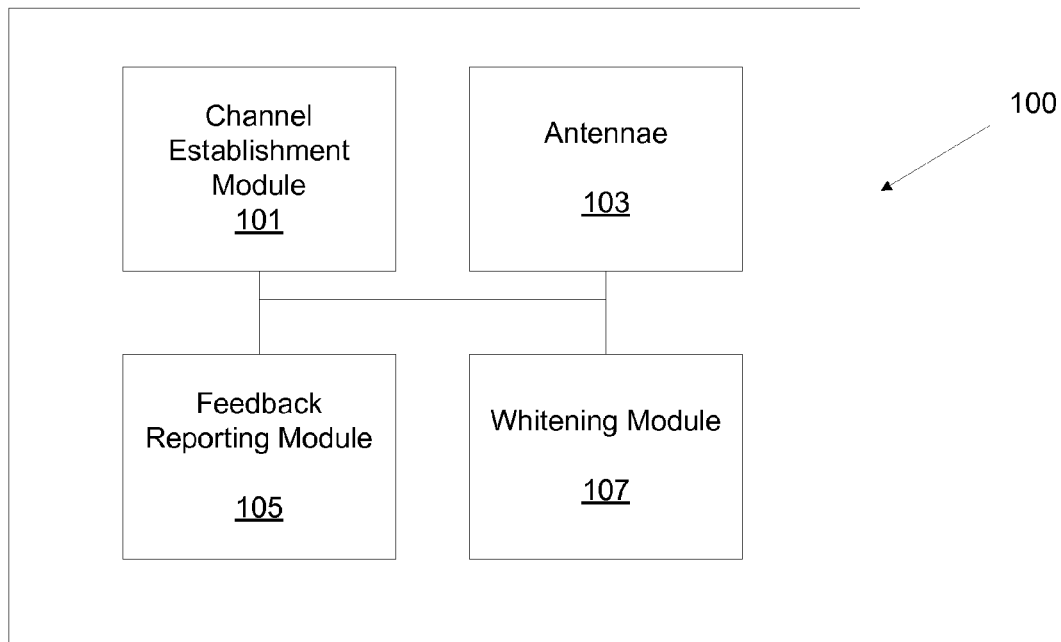 Channel
Establishment
Module
101
Antennae
103
100
Feedback
Reporting Module
105
Whitening Module
107